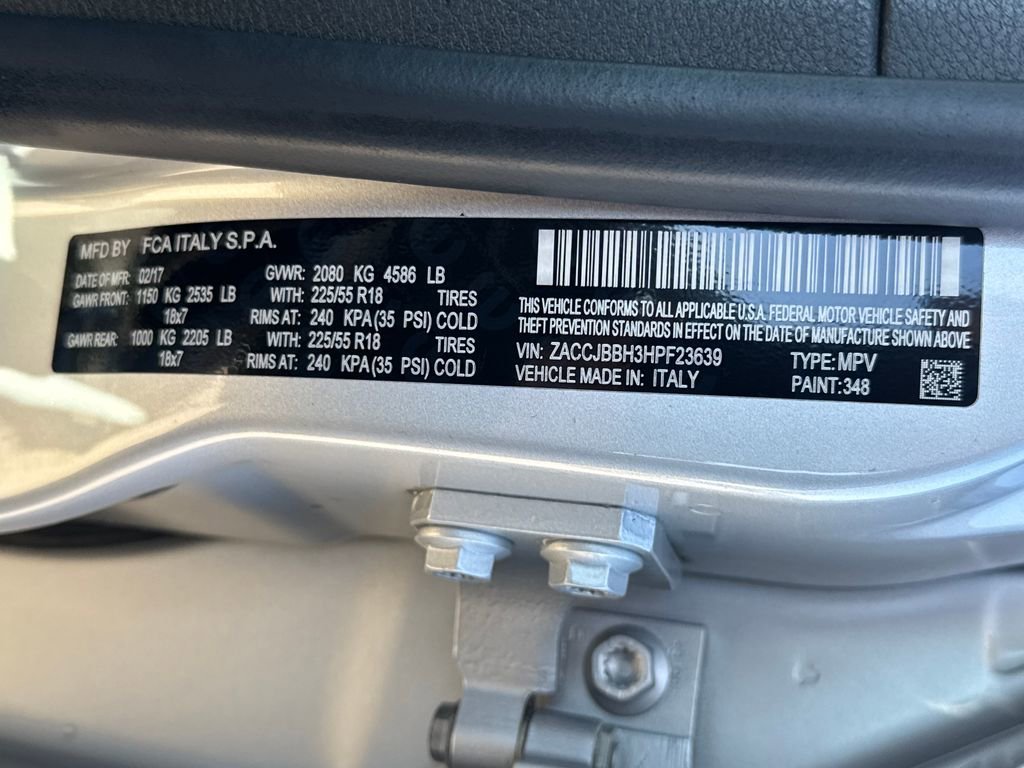 MFD BY FCA ITALY S.P.A.
DATE OF MFR: 02/17 GVWR: 2080 KG 4586 LB
GAWR FRONT: 1150 KG 2535 LB WITH: 225/55 R18 TIRES
18x7 RIMS AT: 240 KPA(35 PSI) COLD
GAWR REAR: 1000 KG 2205 LB WITH: 225/55 R18 TIRES
18x7 RIMS AT: 240 KPA(35 PSI) COLD
THIS VEHICLE CONFORMS TO ALL APPLICABLE U.S.A. FEDERAL MOTOR VEHICLE SAFETY AND
THEFT PREVENTION STANDARDS IN EFFECT ON THE DATE OF MANUFACTURE SHOWN ABOVE
VIN: ZACCJBBH3HPF23639 TYPE: MPV
VEHICLE MADE IN: ITALY PAINT:348